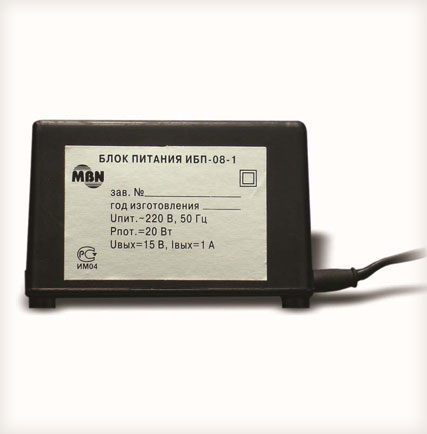 БЛОК ПИТАНИЯ ИБП-08-1
MBN
зав. №
год изготовления
Uпит.~220 В, 50 Гц
Pпот.=20 Вт
Uвых=15 В, Iвых=1 А
РС
ИМ04